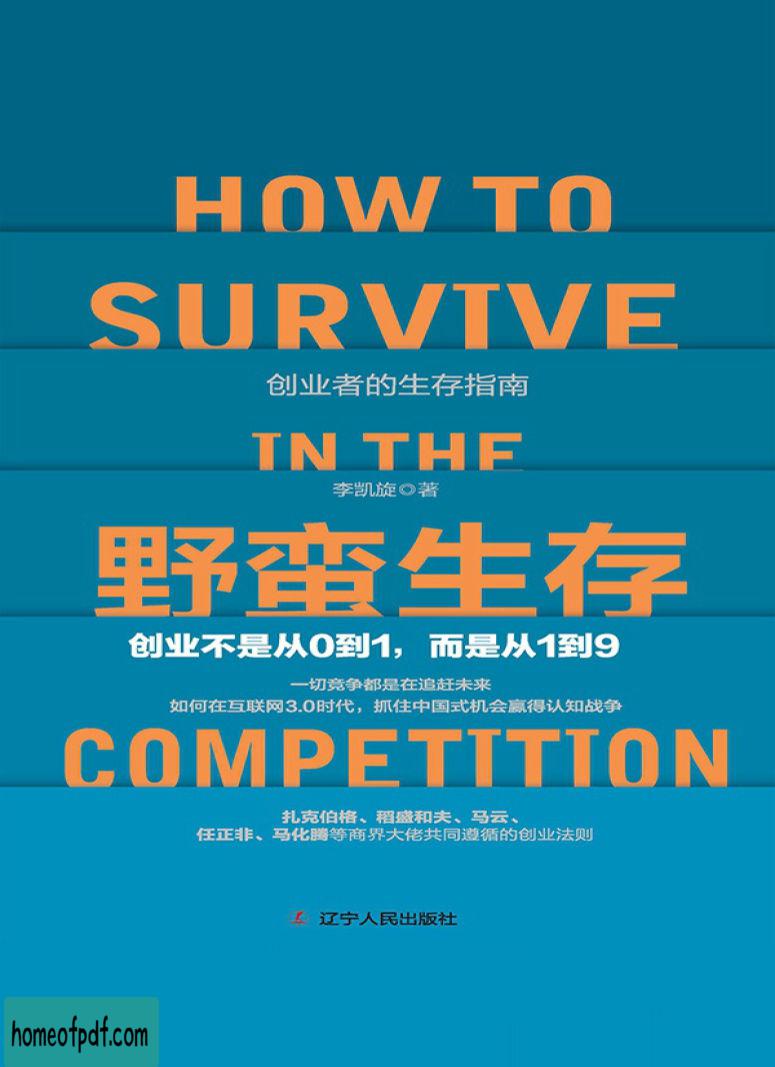 HOW TO
SURVIVE
创业者的生存指南
IN THE
李凯旋◎著
野蛮生存
创业不是从0到1，而是从1到9
一切竞争都是在追赶未来
如何在互联网3.0时代，抓住中国式机会赢得认知战争
COMPETITION
扎克伯格、稻盛和夫、马云、
任正非、马化腾等商界大佬共同遵循的创业法则
辽宁人民出版社
homeofpdf.com